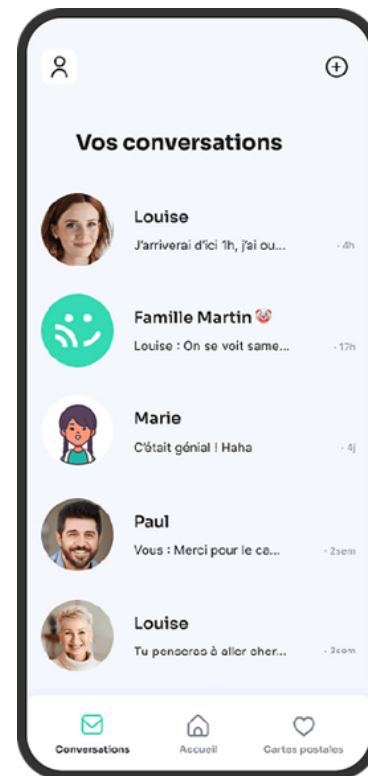 Vos conversations
Louise
J'arriverai d'ici 1h, j'ai ou... · 4h
Famille Martin 🤡
Louise : On se voit same... · 17h
Marie
C'était génial ! Haha · 4j
Paul
Vous : Merci pour le ca... · 2sem
Louise
Tu penseras à aller cher... · 3sem
Conversations Accueil Cartes postales